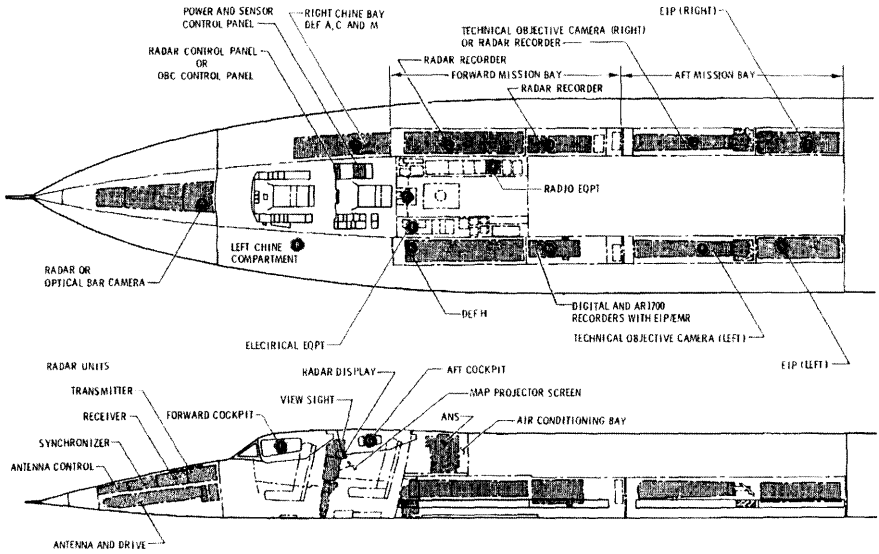 POWER AND SENSOR
CONTROL PANEL
RIGHT CHINE BAY
DEF A, C AND M
TECHNICAL OBJECTIVE CAMERA (RIGHT)
OR RADAR RECORDER
EIP (RIGHT)
RADAR CONTROL PANEL
OR
OBC CONTROL PANEL
RADAR RECORDER
FORWARD MISSION BAY
AFT MISSION BAY
RADAR RECORDER
RADIO EQPT
LEFT CHINE
COMPARTMENT
RADAR OR
OPTICAL BAR CAMERA
DEF H
DIGITAL AND AR1700
RECORDERS WITH EIP/EMR
ELECTRICAL EQPT
TECHNICAL OBJECTIVE CAMERA (LEFT)
EIP (LEFT)
RADAR UNITS
RADAR DISPLAY
AFT COCKPIT
TRANSMITTER
VIEW SIGHT
MAP PROJECTOR SCREEN
RECEIVER
FORWARD COCKPIT
ANS
AIR CONDITIONING BAY
SYNCHRONIZER
ANTENNA CONTROL
ANTENNA AND DRIVE